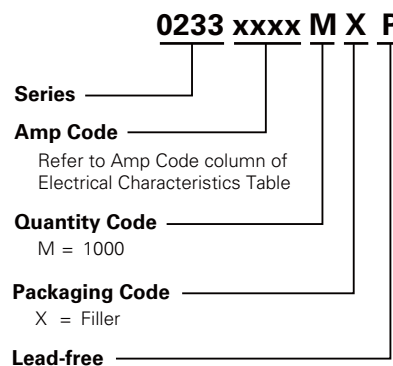 0233 xxxx M X P
Series
Amp Code
Refer to Amp Code column of
Electrical Characteristics Table
Quantity Code
M = 1000
Packaging Code
X = Filler
Lead-free